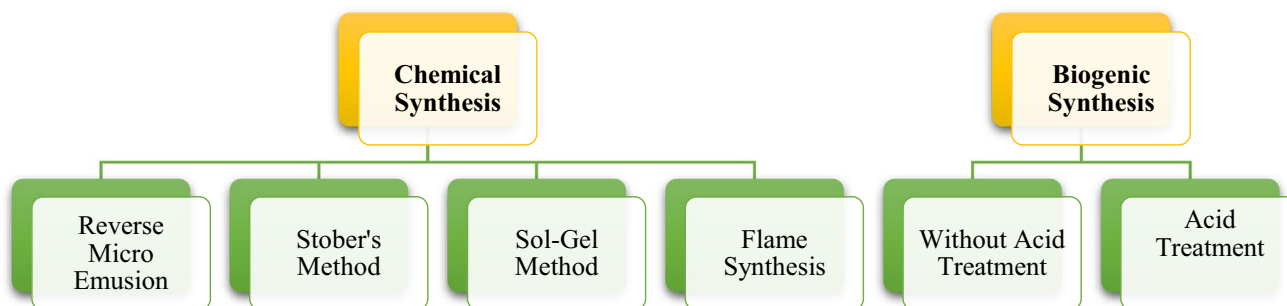 Chemical
Synthesis
Biogenic
Synthesis
Reverse
Micro
Emusion
Stober's
Method
Sol-Gel
Method
Flame
Synthesis
Without Acid
Treatment
Acid
Treatment